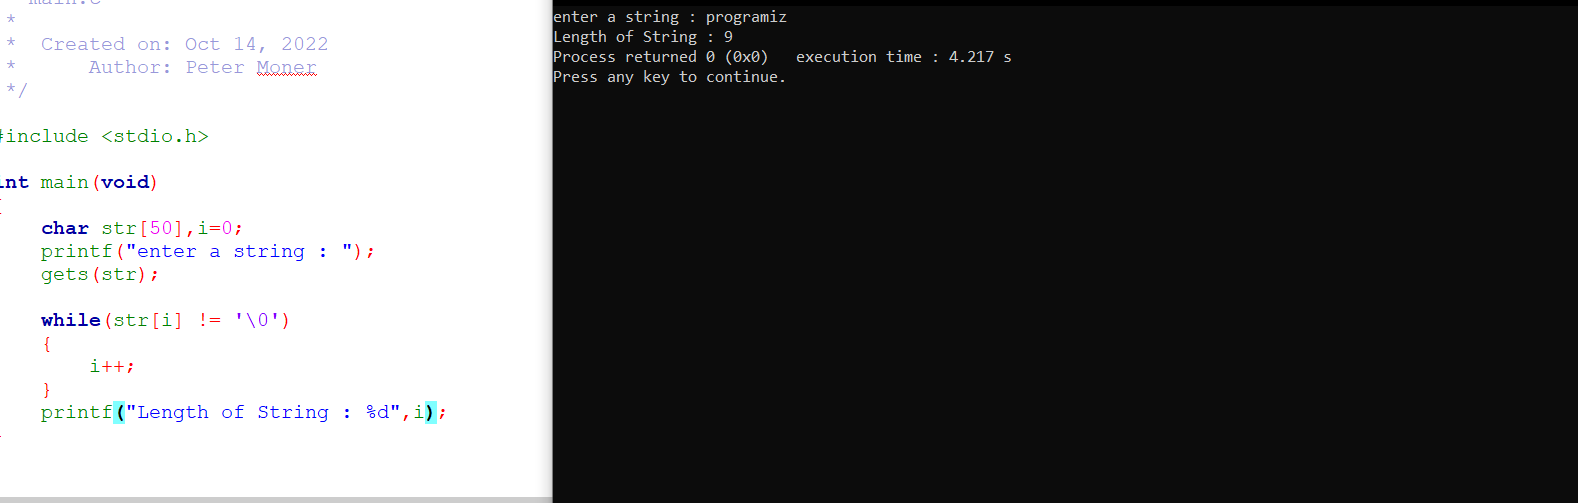 main.c
*
*  Created on: Oct 14, 2022
*      Author: Peter Moner
*/
#include <stdio.h>
int main(void)
{
    char str[50],i=0;
    printf("enter a string : ");
    gets(str);
    while(str[i] != '\0')
    {
        i++;
    }
    printf("Length of String : %d",i);
enter a string : programiz
Length of String : 9
Process returned 0 (0x0)   execution time : 4.217 s
Press any key to continue.